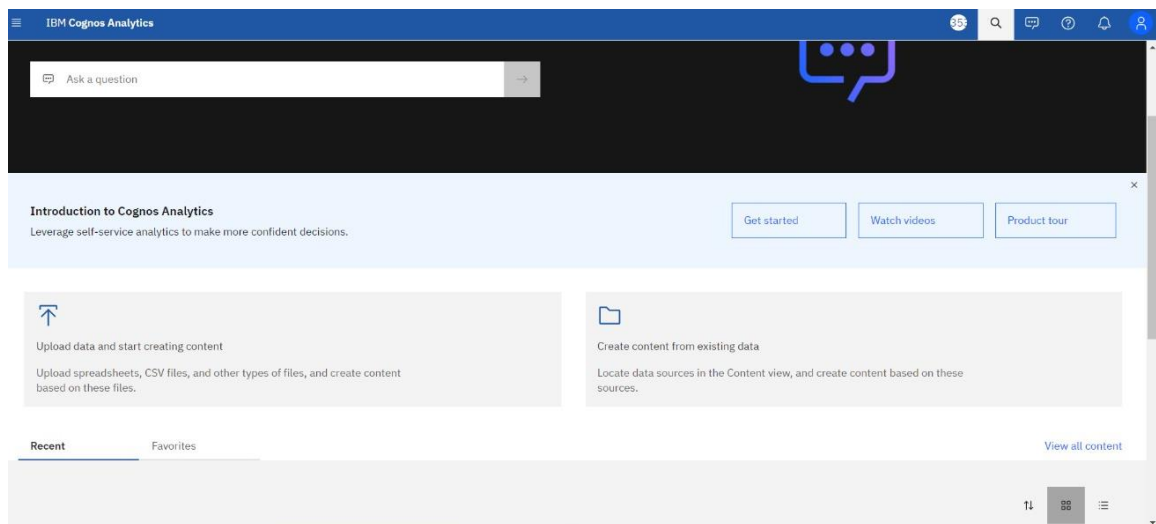 IBM Cognos Analytics
Ask a question
Introduction to Cognos Analytics
Leverage self-service analytics to make more confident decisions.
Get started
Watch videos
Product tour
Upload data and start creating content
Upload spreadsheets, CSV files, and other types of files, and create content
based on these files.
Create content from existing data
Locate data sources in the Content view, and create content based on these
sources.
Recent
Favorites
View all content